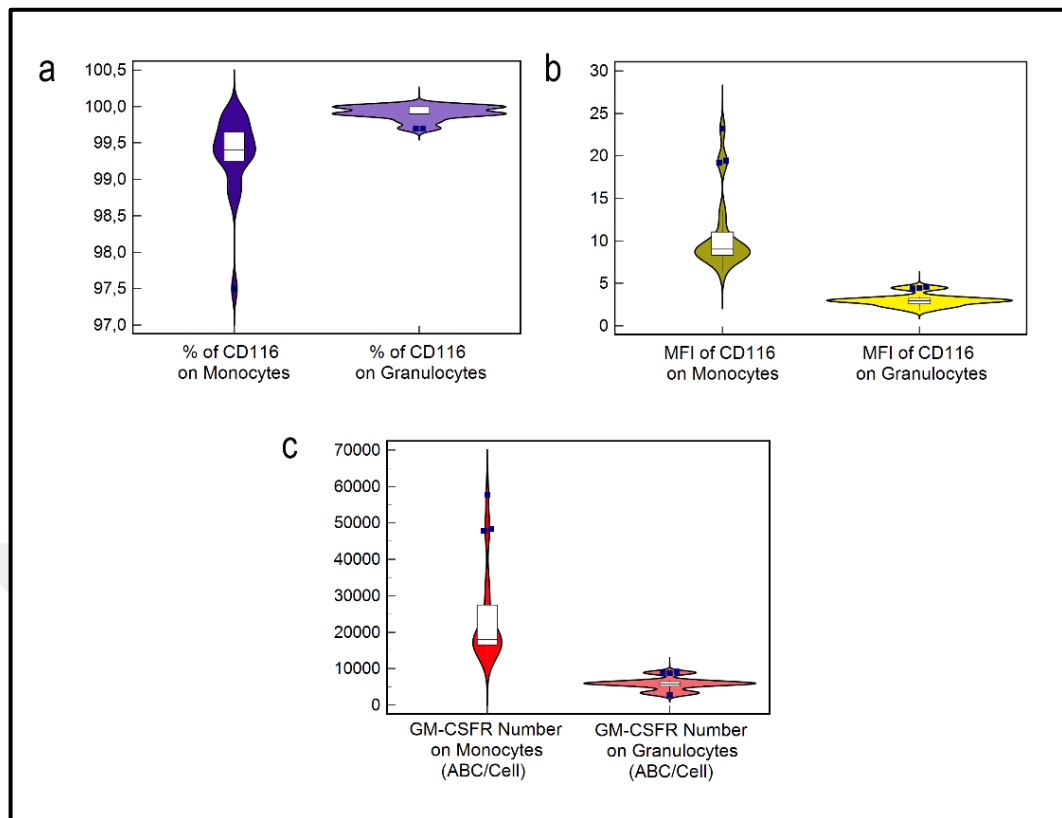 a
100,5
100,0
99,5
99,0
98,5
98,0
97,5
97,0
% of CD116
on Monocytes
% of CD116
on Granulocytes
b
30
25
20
15
10
5
0
MFI of CD116
on Monocytes
MFI of CD116
on Granulocytes
c
70000
60000
50000
40000
30000
20000
10000
0
GM-CSFR Number
on Monocytes
(ABC/Cell)
GM-CSFR Number
on Granulocytes
(ABC/Cell)